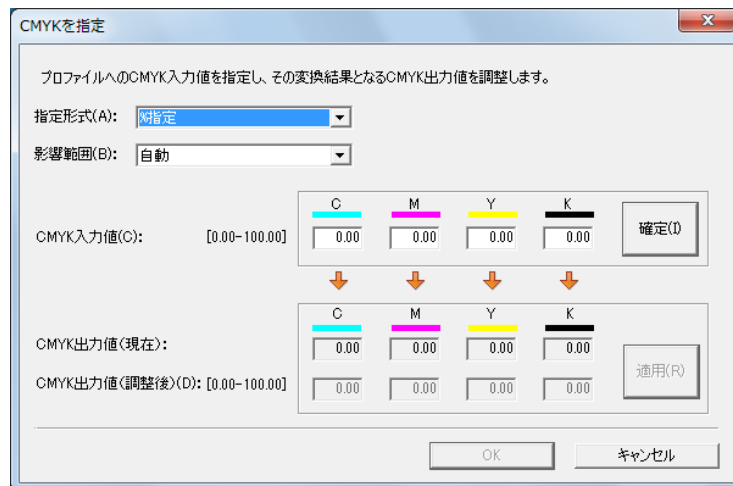 CMYKを指定
x
プロファイルへのCMYK入力値を指定し、その変換結果となるCMYK出力値を調整します。
指定形式(A): %指定
影響範囲(B): 自動
C M Y K
CMYK入力値(C): [0.00-100.00] 0.00 0.00 0.00 0.00 確定(I)
C M Y K
CMYK出力値(現在): 0.00 0.00 0.00 0.00
CMYK出力値(調整後)(D): [0.00-100.00] 0.00 0.00 0.00 0.00 適用(R)
OK キャンセル